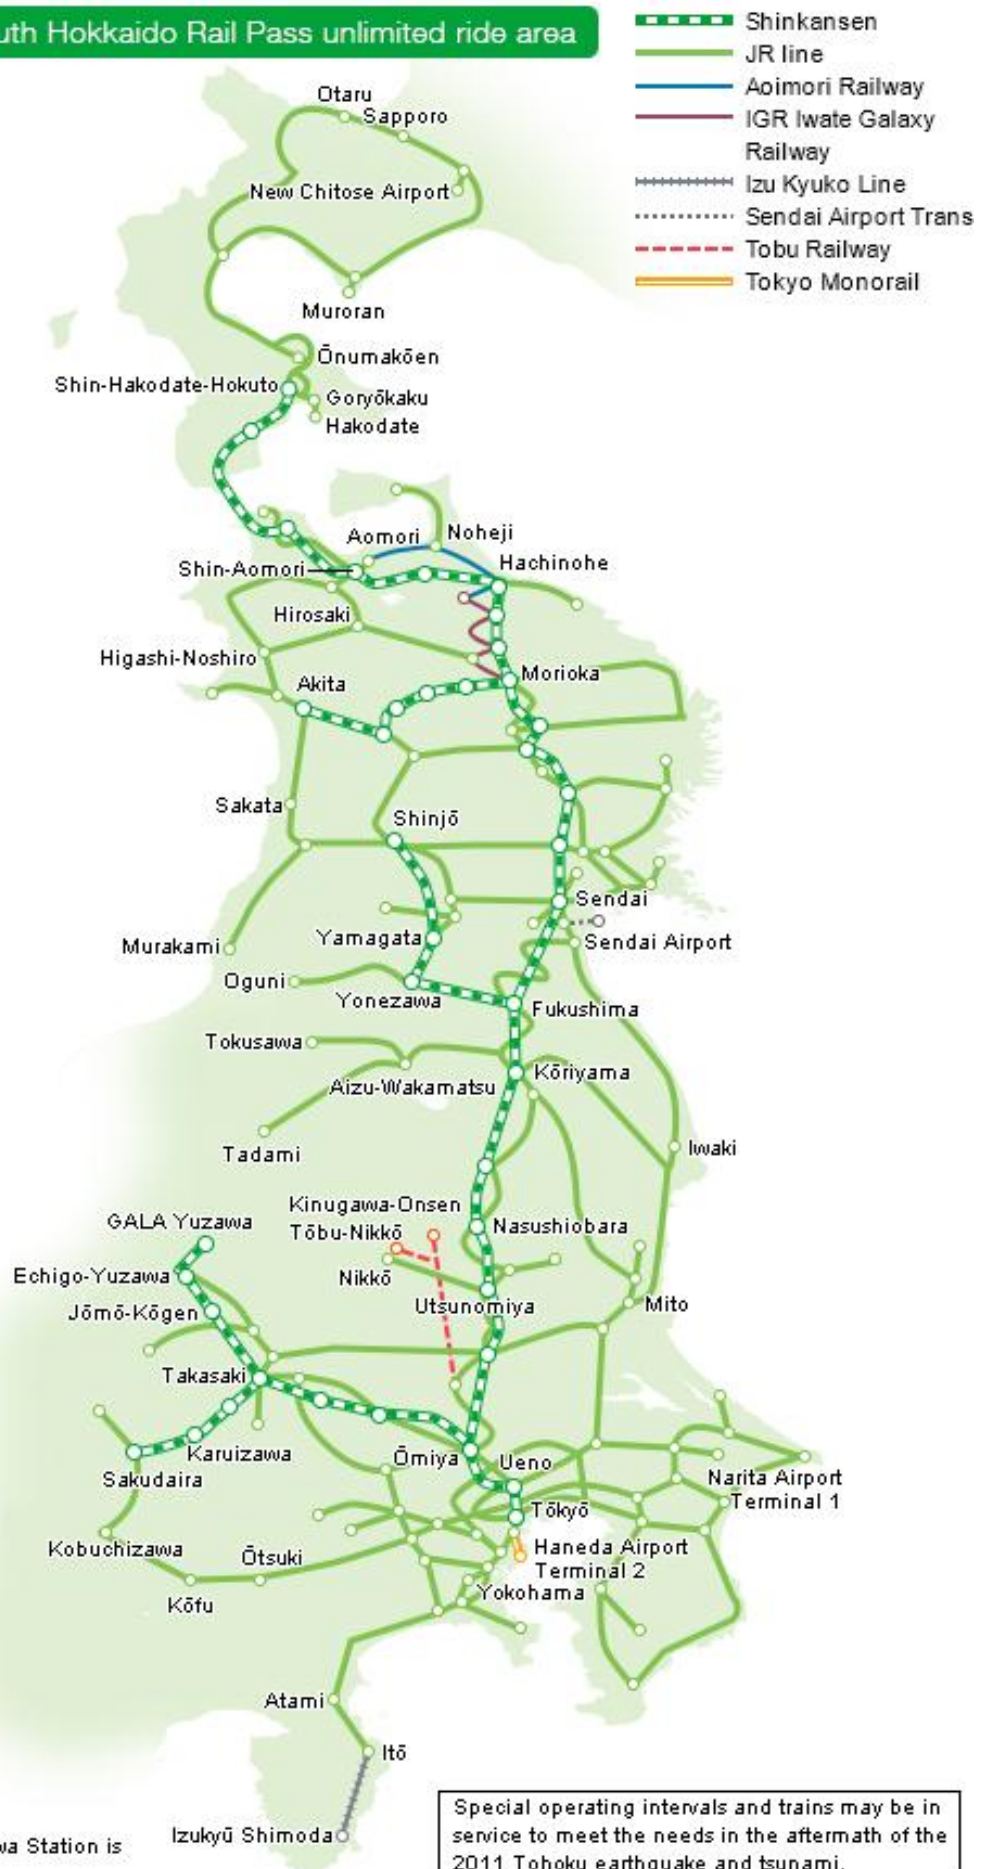 uth Hokkaido Rail Pass unlimited ride area
Shinkansen
JR line
Aoimori Railway
IGR Iwate Galaxy
Railway
Izu Kyuko Line
Sendai Airport Trans
Tobu Railway
Tokyo Monorail
Otaru
Sapporo
New Chitose Airport
Muroran
Ōnumakōen
Shin-Hakodate-Hokuto
Goryōkaku
Hakodate
Aomori
Noheji
Shin-Aomori
Hachinohe
Hirosaki
Higashi-Noshiro
Morioka
Akita
Sakata
Shinjō
Sendai
Yamagata
Sendai Airport
Murakami
Oguni
Yonezawa
Fukushima
Tokusawa
Kōriyama
Aizu-Wakamatsu
Tadami
Iwaki
Kinugawa-Onsen
GALA Yuzawa
Tōbu-Nikkō
Nasushiobara
Echigo-Yuzawa
Nikkō
Jōmō-Kōgen
Utsunomiya
Mito
Takasaki
Karuizawa
Ōmiya
Ueno
Sakudaira
Narita Airport
Terminal 1
Tōkyō
Kobuchizawa
Ōtsuki
Haneda Airport
Terminal 2
Yokohama
Kōfu
Atami
Itō
Izukyū Shimoda
wa Station is
Special operating intervals and trains may be in
service to meet the needs in the aftermath of the
2011 Tohoku earthquake and tsunami.